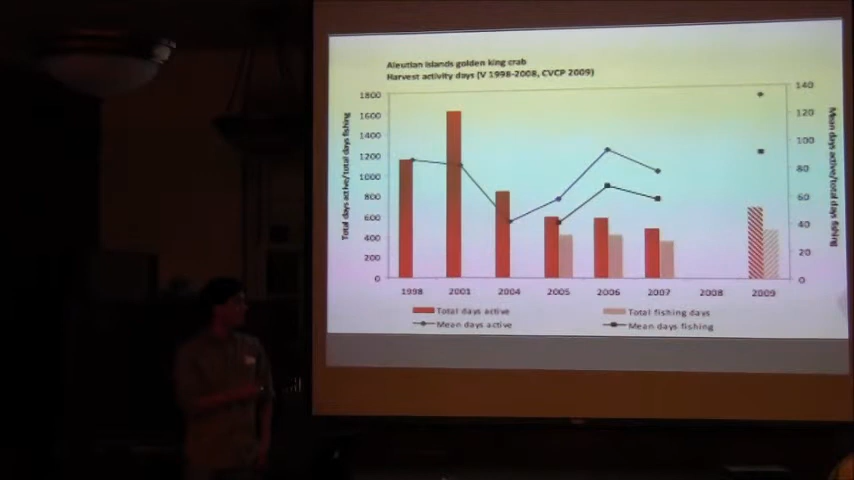 Aleutian Islands golden king crab
Harvest activity days (V 1998-2008, CVCP 2009)
Total days active/total days fishing
1800
1600
1400
1200
1000
800
600
400
200
0
140
120
100
80
60
40
20
0
Mean days active/total days fishing
1998 2001 2004 2005 2006 2007 2008 2009
Total days active Total fishing days
Mean days active Mean days fishing